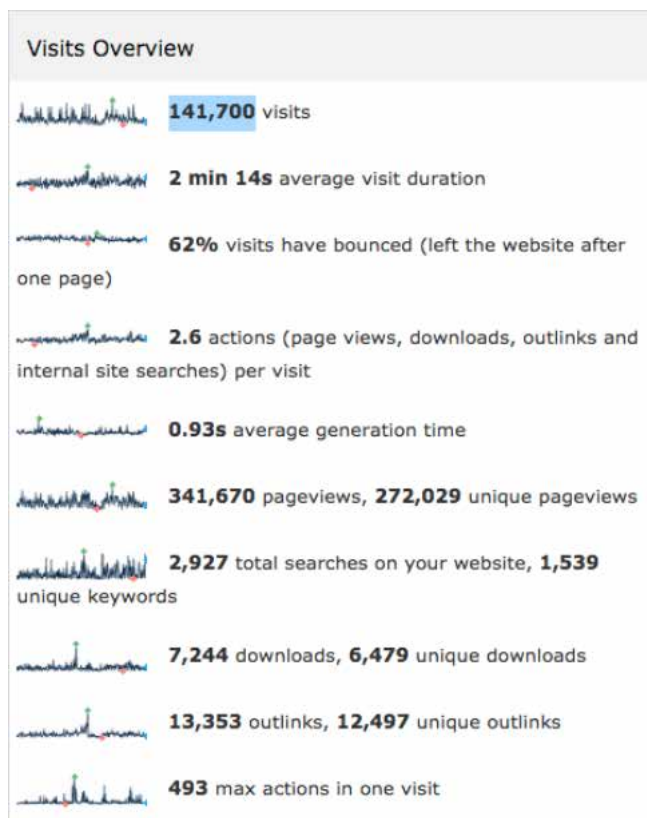 Visits Overview
141,700 visits
2 min 14s average visit duration
62% visits have bounced (left the website after
one page)
2.6 actions (page views, downloads, outlinks and
internal site searches) per visit
0.93s average generation time
341,670 pageviews, 272,029 unique pageviews
2,927 total searches on your website, 1,539
unique keywords
7,244 downloads, 6,479 unique downloads
13,353 outlinks, 12,497 unique outlinks
493 max actions in one visit